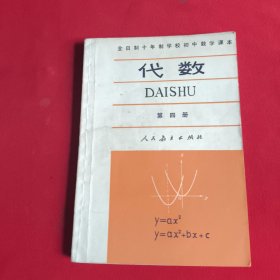 全日制十年制学校初中数学课本
代数
DAISHU
第四册
人民教育出版社
y=ax²
y=ax²+bx+c